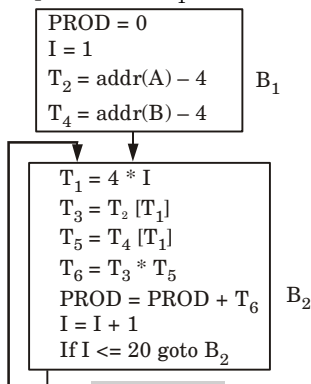 PROD = 0
I = 1
T₂ = addr(A) – 4
T₄ = addr(B) – 4
B₁
T₁ = 4 * I
T₃ = T₂ [T₁]
T₅ = T₄ [T₁]
T₆ = T₃ * T₅
PROD = PROD + T₆
I = I + 1
If I <= 20 goto B₂
B₂